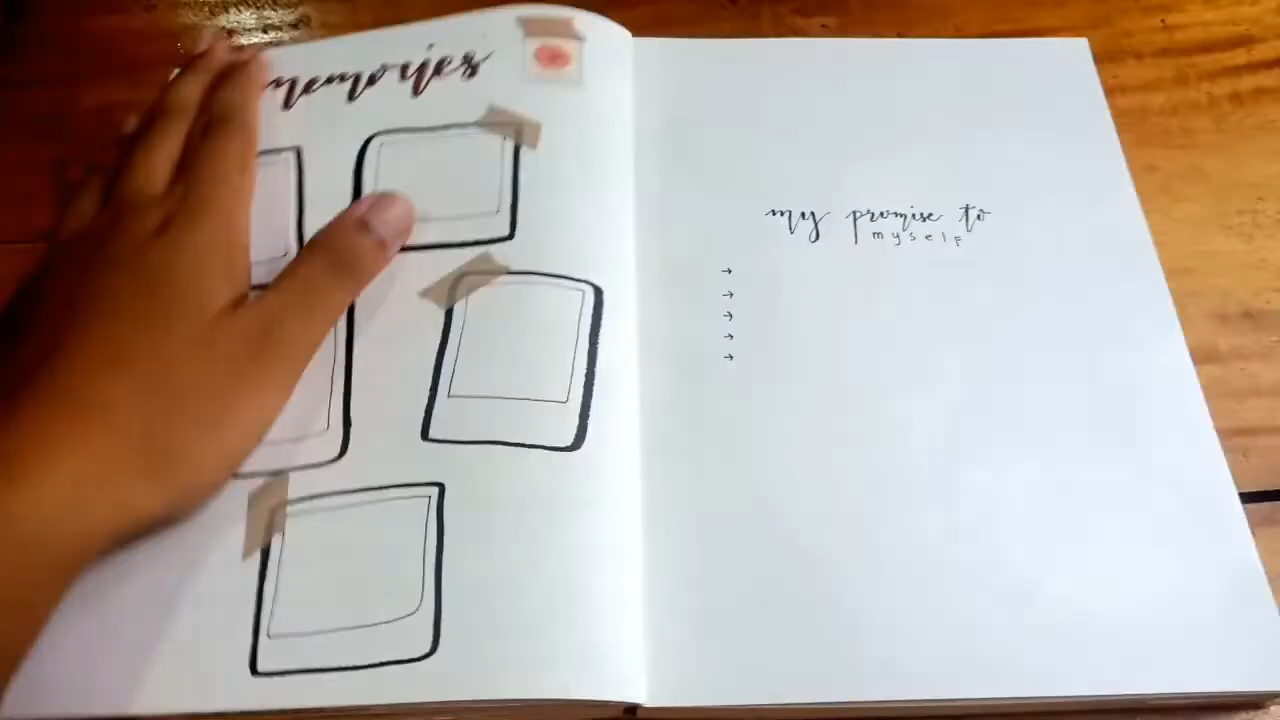 memories
my promise to
myself
→
→
→
→
→